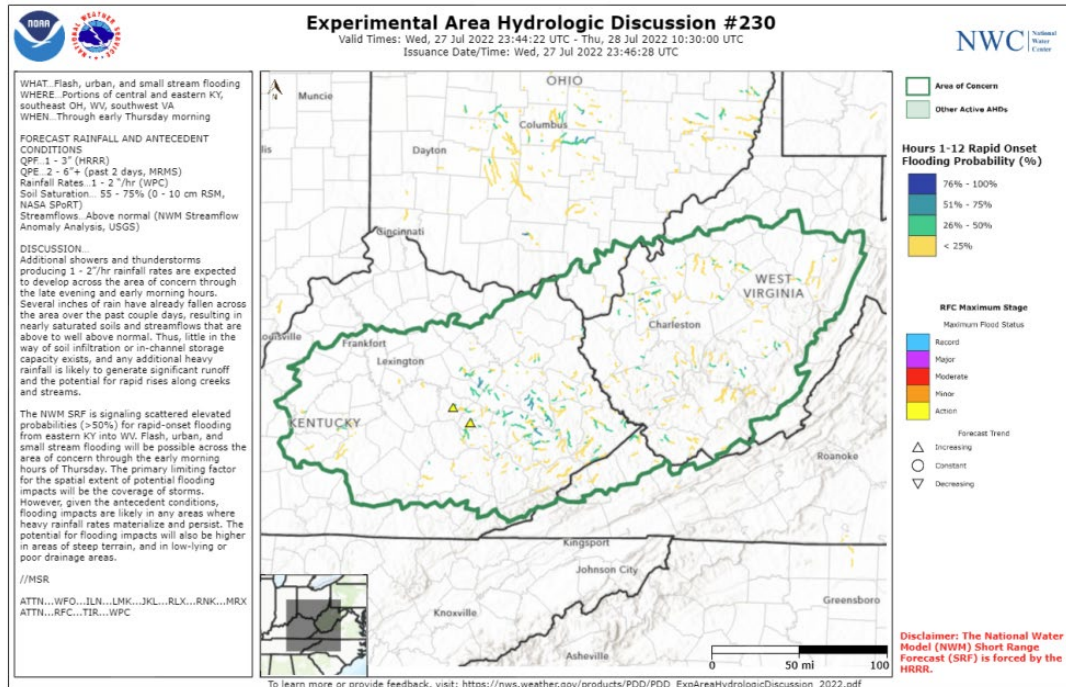 Experimental Area Hydrologic Discussion #230
Valid Times: Wed, 27 Jul 2022 23:44:22 UTC - Thu, 28 Jul 2022 10:30:00 UTC
Issuance Date/Time: Wed, 27 Jul 2022 23:46:28 UTC
NOAA
NWC
National
Water
Center
WHAT...Flash, urban, and small stream flooding
WHERE...Portions of central and eastern KY,
southeast OH, WV, southwest VA
WHEN...Through early Thursday morning
FORECAST RAINFALL AND ANTECEDENT
CONDITIONS
QPF...1 - 3" (HRRR)
QPE...2 - 6"+ (past 2 days, MRMS)
Rainfall Rates...1 - 2 "/hr (WPC)
Soil Saturation... 55 - 75% (0 - 10 cm RSM,
NASA SPoRT)
Streamflows...Above normal (NWM Streamflow
Anomaly Analysis, USGS)
DISCUSSION...
Additional showers and thunderstorms
producing 1 - 2"/hr rainfall rates are expected
to develop across the area of concern through
the late evening and early morning hours.
Several inches of rain have already fallen across
the area over the past couple days, resulting in
nearly saturated soils and streamflows that are
above to well above normal. Thus, little in the
way of soil infiltration or in-channel storage
capacity exists, and any additional heavy
rainfall is likely to generate significant runoff
and the potential for rapid rises along creeks
and streams.
The NWM SRF is signaling scattered elevated
probabilities (>50%) for rapid-onset flooding
from eastern KY into WV. Flash, urban, and
small stream flooding will be possible across the
area of concern through the early morning
hours of Thursday. The primary limiting factor
for the spatial extent of potential flooding
impacts will be the coverage of storms.
However, given the antecedent conditions,
flooding impacts are likely in any areas where
heavy rainfall rates materialize and persist. The
potential for flooding impacts will also be higher
in areas of steep terrain, and in low-lying or
poor drainage areas.
//MSR
ATTN...WFO...ILN...LMK...JKL...RLX...RNK...MRX
ATTN...RFC...TIR...WPC
N
OHIO
Muncie
Columbus
Dayton
lis
Cincinnati
WEST
VIRGINIA
Charleston
ouisville
Frankfort
Lexington
KENTUCKY
Roanoke
Kingsport
Johnson City
Knoxville
Greensboro
Asheville
0 50 mi 100
Area of Concern
Other Active AHDs
Hours 1-12 Rapid Onset
Flooding Probability (%)
76% - 100%
51% - 75%
26% - 50%
< 25%
RFC Maximum Stage
Maximum Flood Status
Record
Major
Moderate
Minor
Action
Forecast Trend
Increasing
Constant
Decreasing
Disclaimer: The National Water
Model (NWM) Short Range
Forecast (SRF) is forced by the
HRRR.
To learn more or provide feedback, visit: https://nws.weather.gov/products/PDD/PDD_ExpAreaHydrologicDiscussion_2022.pdf